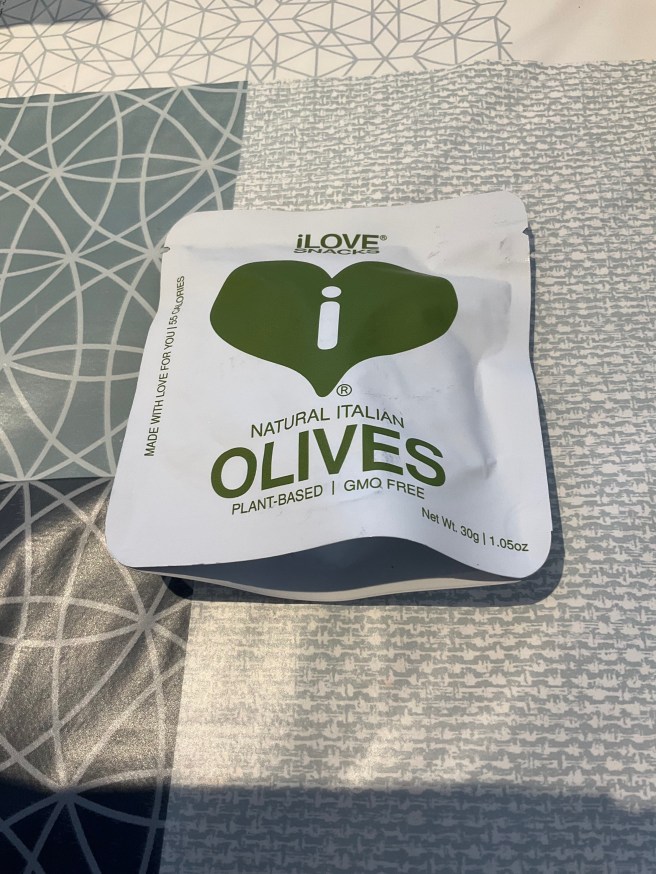 iLOVE®
SNACKS
i
®
NATURAL ITALIAN
OLIVES
PLANT-BASED | GMO FREE
Net Wt. 30g | 1.05oz
MADE WITH LOVE FOR YOU | 55 CALORIES